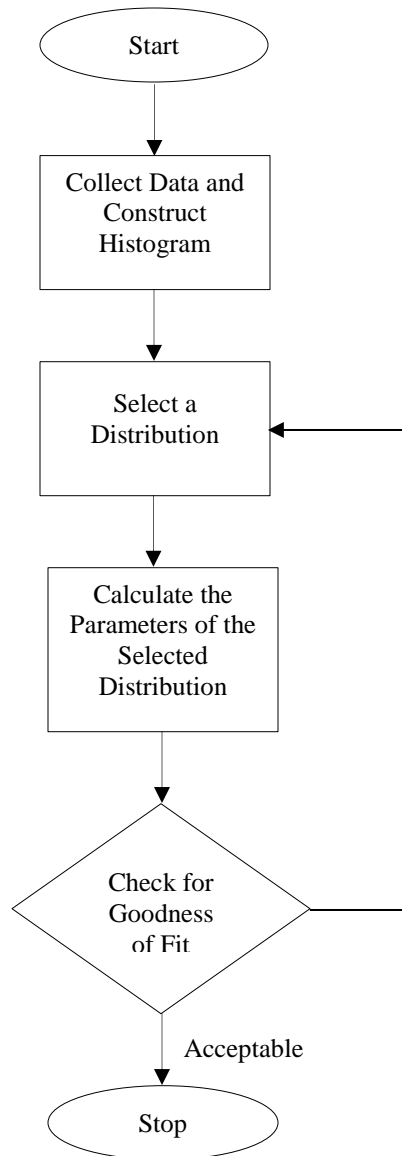 Start
Collect Data and
Construct
Histogram
Select a
Distribution
Calculate the
Parameters of the
Selected
Distribution
Check for
Goodness
of Fit
Acceptable
Stop